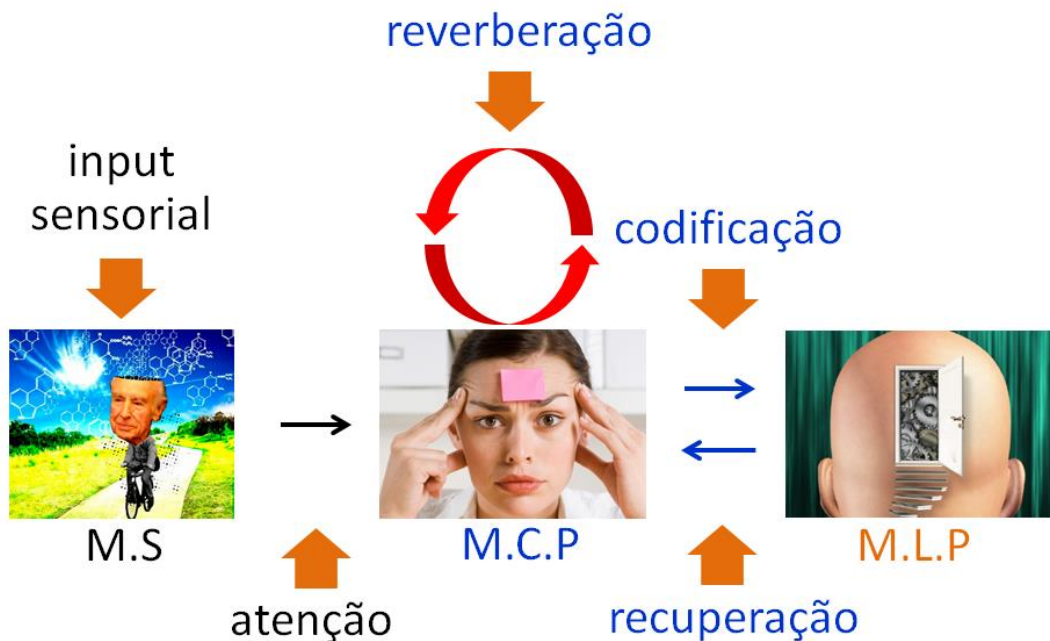 reverberação
input
sensorial
codificação
M.S
M.C.P
M.L.P
atenção
recuperação